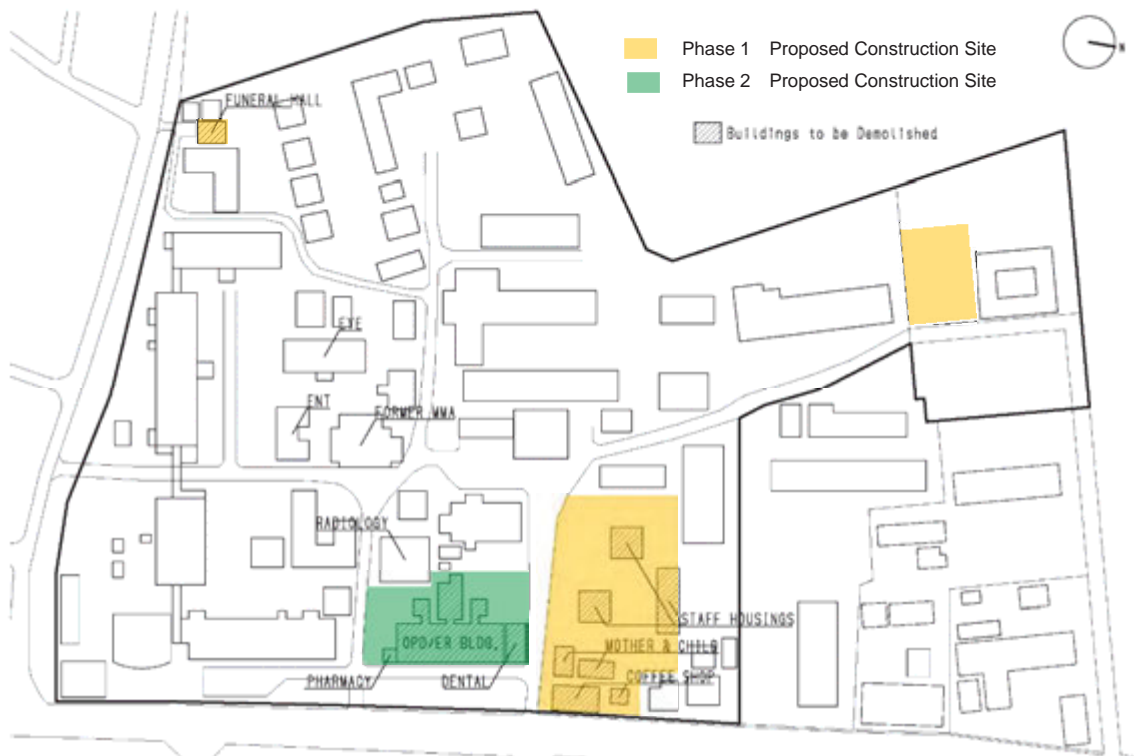 Phase 1 Proposed Construction Site
Phase 2 Proposed Construction Site
N
Buildings to be Demolished
FUNERAL HALL
EYE
ENT
FORMER MMA
RADIOLOGY
STAFF HOUSINGS
OPD/ER BLDG.
MOTHER & CHILD
COFFEE SHOP
PHARMACY
DENTAL